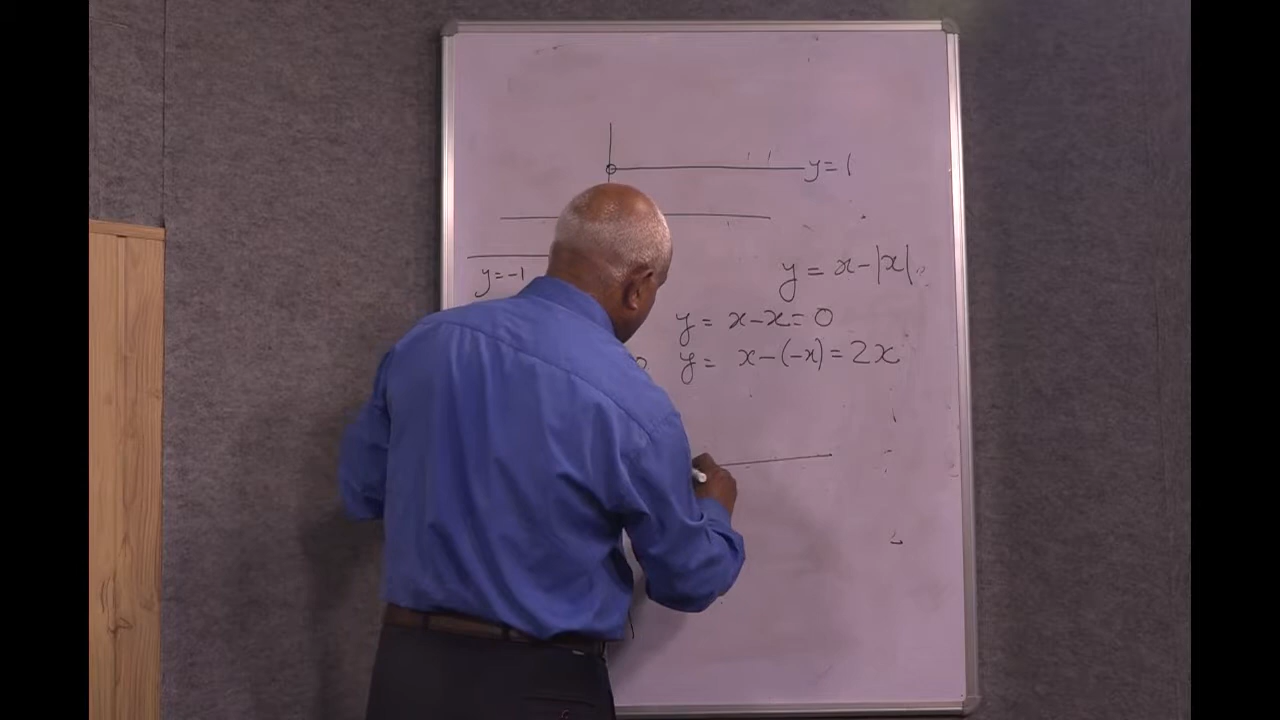 y = 1
y = -1
y = x - |x|
y = x - x = 0
y = x - (-x) = 2x